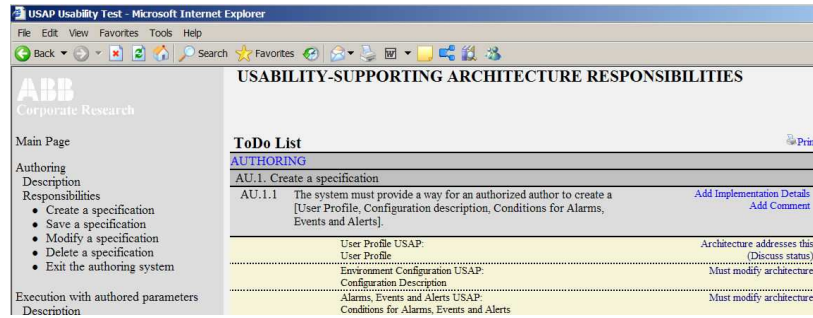 USAP Usability Test - Microsoft Internet Explorer
File Edit View Favorites Tools Help
Back Search Favorites
ABB
Corporate Research
USABILITY-SUPPORTING ARCHITECTURE RESPONSIBILITIES
Main Page
Authoring
Description
Responsibilities
• Create a specification
• Save a specification
• Modify a specification
• Delete a specification
• Exit the authoring system
Execution with authored parameters
Description
ToDo List Prin
AUTHORING
AU.1. Create a specification
AU.1.1 The system must provide a way for an authorized author to create a Add Implementation Details
[User Profile, Configuration description, Conditions for Alarms, Add Comment
Events and Alerts].
User Profile USAP: Architecture addresses this
User Profile (Discuss status)
Environment Configuration USAP: Must modify architecture
Configuration Description
Alarms, Events and Alerts USAP: Must modify architecture
Conditions for Alarms, Events and Alerts